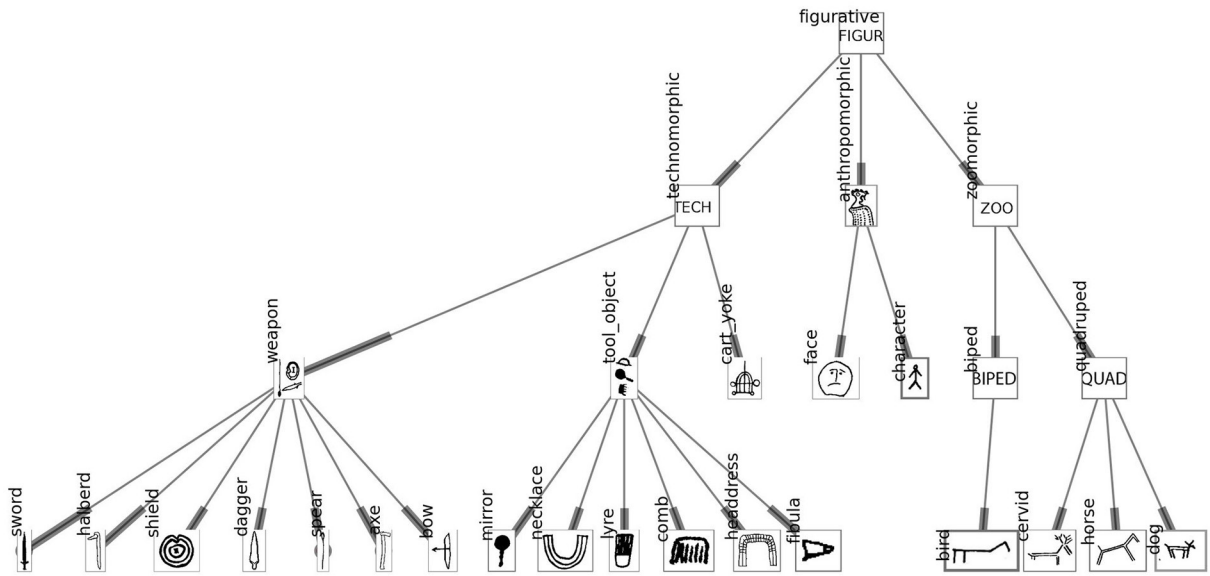 figurative
FIGUR
technomorphic
anthropomorphic
zoomorphic
TECH
ZOO
weapon
tool_object
cart_yoke
face
character
biped
quadruped
BIPED
QUAD
sword
halberd
shield
dagger
spear
axe
bow
mirror
necklace
lyre
comb
headdress
fibula
bird
cervid
horse
dog